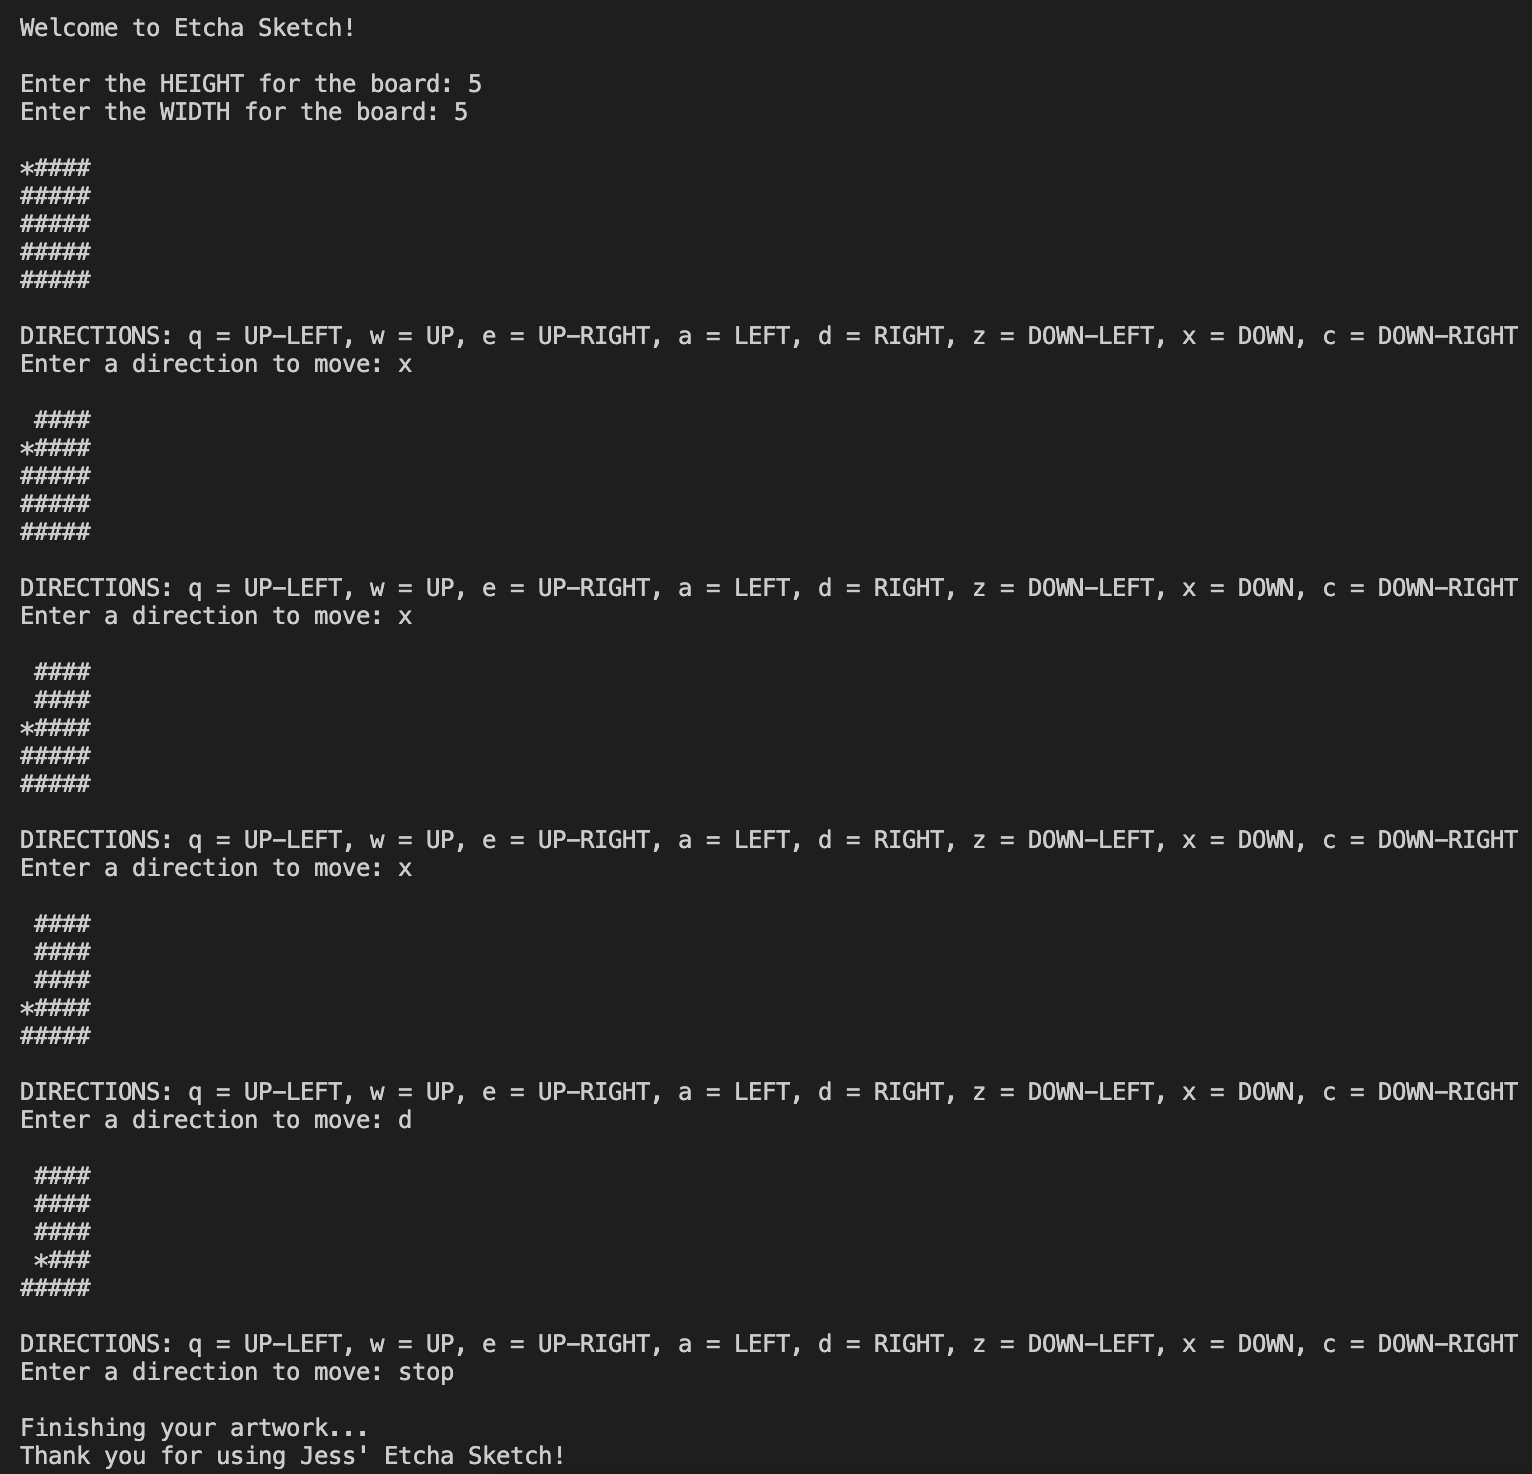 Welcome to Etcha Sketch!

Enter the HEIGHT for the board: 5
Enter the WIDTH for the board: 5

*####
#####
#####
#####
#####

DIRECTIONS: q = UP-LEFT, w = UP, e = UP-RIGHT, a = LEFT, d = RIGHT, z = DOWN-LEFT, x = DOWN, c = DOWN-RIGHT
Enter a direction to move: x

 ####
*####
#####
#####
#####

DIRECTIONS: q = UP-LEFT, w = UP, e = UP-RIGHT, a = LEFT, d = RIGHT, z = DOWN-LEFT, x = DOWN, c = DOWN-RIGHT
Enter a direction to move: x

 ####
 ####
*####
#####
#####

DIRECTIONS: q = UP-LEFT, w = UP, e = UP-RIGHT, a = LEFT, d = RIGHT, z = DOWN-LEFT, x = DOWN, c = DOWN-RIGHT
Enter a direction to move: x

 ####
 ####
 ####
*####
#####

DIRECTIONS: q = UP-LEFT, w = UP, e = UP-RIGHT, a = LEFT, d = RIGHT, z = DOWN-LEFT, x = DOWN, c = DOWN-RIGHT
Enter a direction to move: d

 ####
 ####
 ####
 *###
#####

DIRECTIONS: q = UP-LEFT, w = UP, e = UP-RIGHT, a = LEFT, d = RIGHT, z = DOWN-LEFT, x = DOWN, c = DOWN-RIGHT
Enter a direction to move: stop

Finishing your artwork...
Thank you for using Jess' Etcha Sketch!